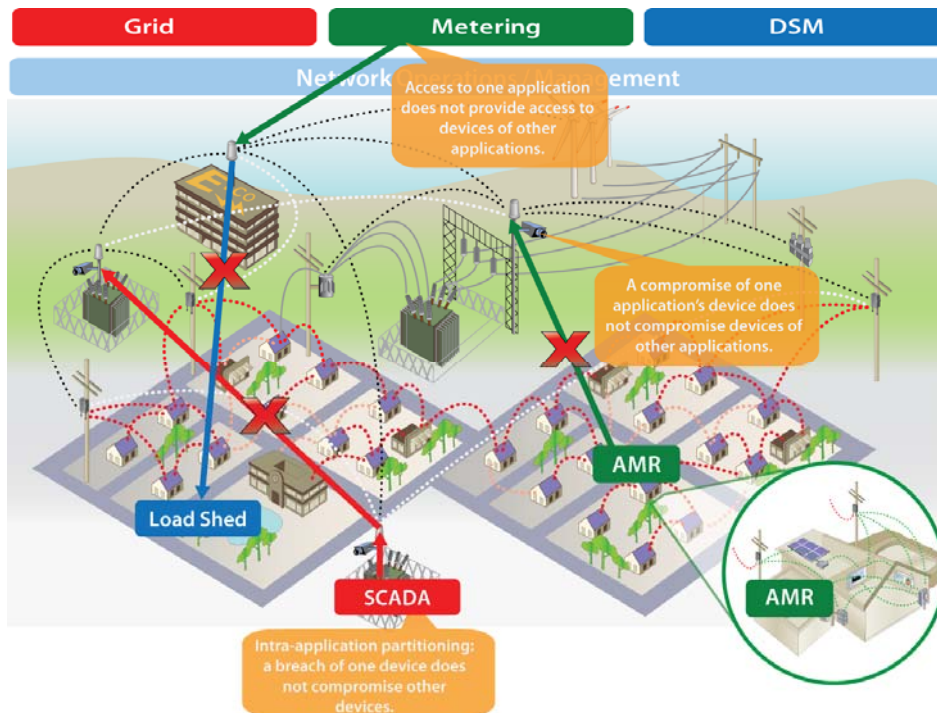 Grid
Metering
DSM
Network Operations / Management
Access to one application
does not provide access to
devices of other
applications.
E CO
A compromise of one
application's device does
not compromise devices of
other applications.
AMR
Load Shed
SCADA
AMR
Intra-application partitioning:
a breach of one device does
not compromise other
devices.